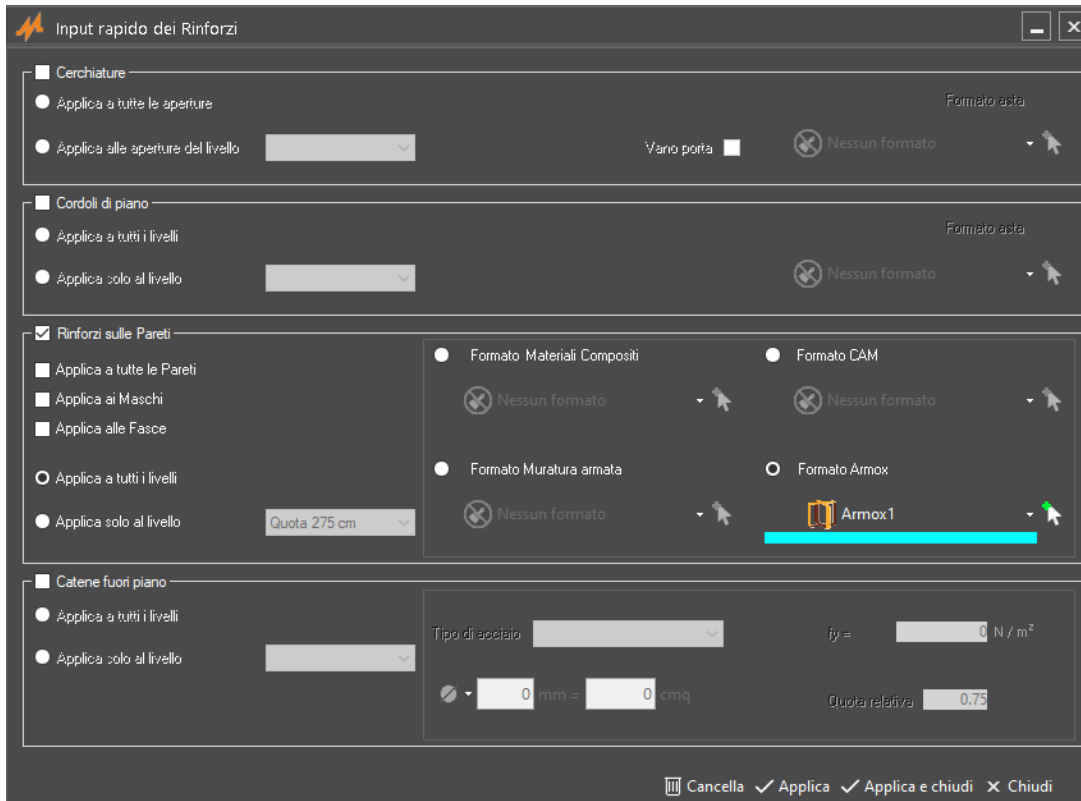 Input rapido dei Rinforzi
Cerchiature
Applica a tutte le aperture
Formato asta
Applica alle aperture del livello
Vano porta
Nessun formato
Cordoli di piano
Applica a tutti i livelli
Formato asta
Applica solo al livello
Nessun formato
Rinforzi sulle Pareti
Applica a tutte le Pareti
Applica ai Maschi
Applica alle Fasce
Applica a tutti i livelli
Applica solo al livello
Quota 275 cm
Formato Materiali Compositi
Nessun formato
Formato CAM
Nessun formato
Formato Muratura armata
Nessun formato
Formato Armox
Armox1
Catene fuori piano
Applica a tutti i livelli
Applica solo al livello
Tipo di acciaio
fy = 0 N / m²
0 mm = 0 cmq
Quota relativa 0.75
Cancella Applica Applica e chiudi Chiudi